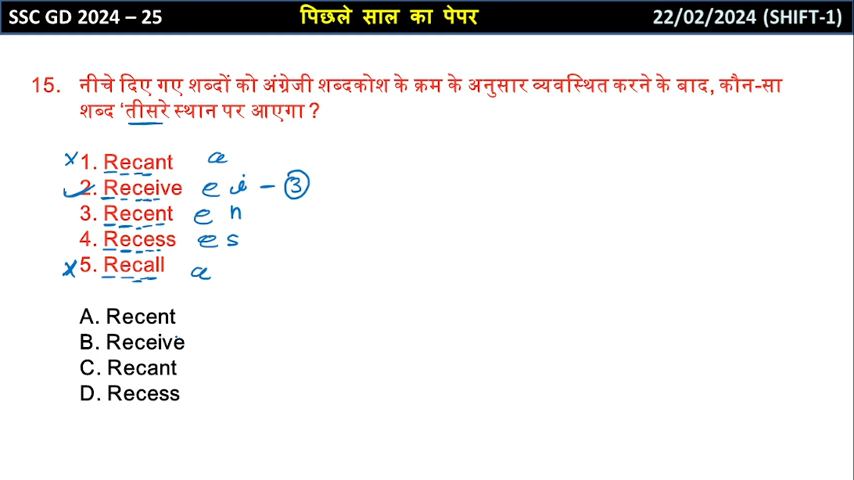 SSC GD 2024 – 25 पिछले साल का पेपर 22/02/2024 (SHIFT-1)
15. नीचे दिए गए शब्दों को अंग्रेजी शब्दकोश के क्रम के अनुसार व्यवस्थित करने के बाद, कौन-सा
शब्द ‘तीसरे स्थान पर आएगा ?
x 1. Recant a
2. Receive e i – 3
3. Recent e n
4. Recess e s
x 5. Recall a
A. Recent
B. Receive
C. Recant
D. Recess